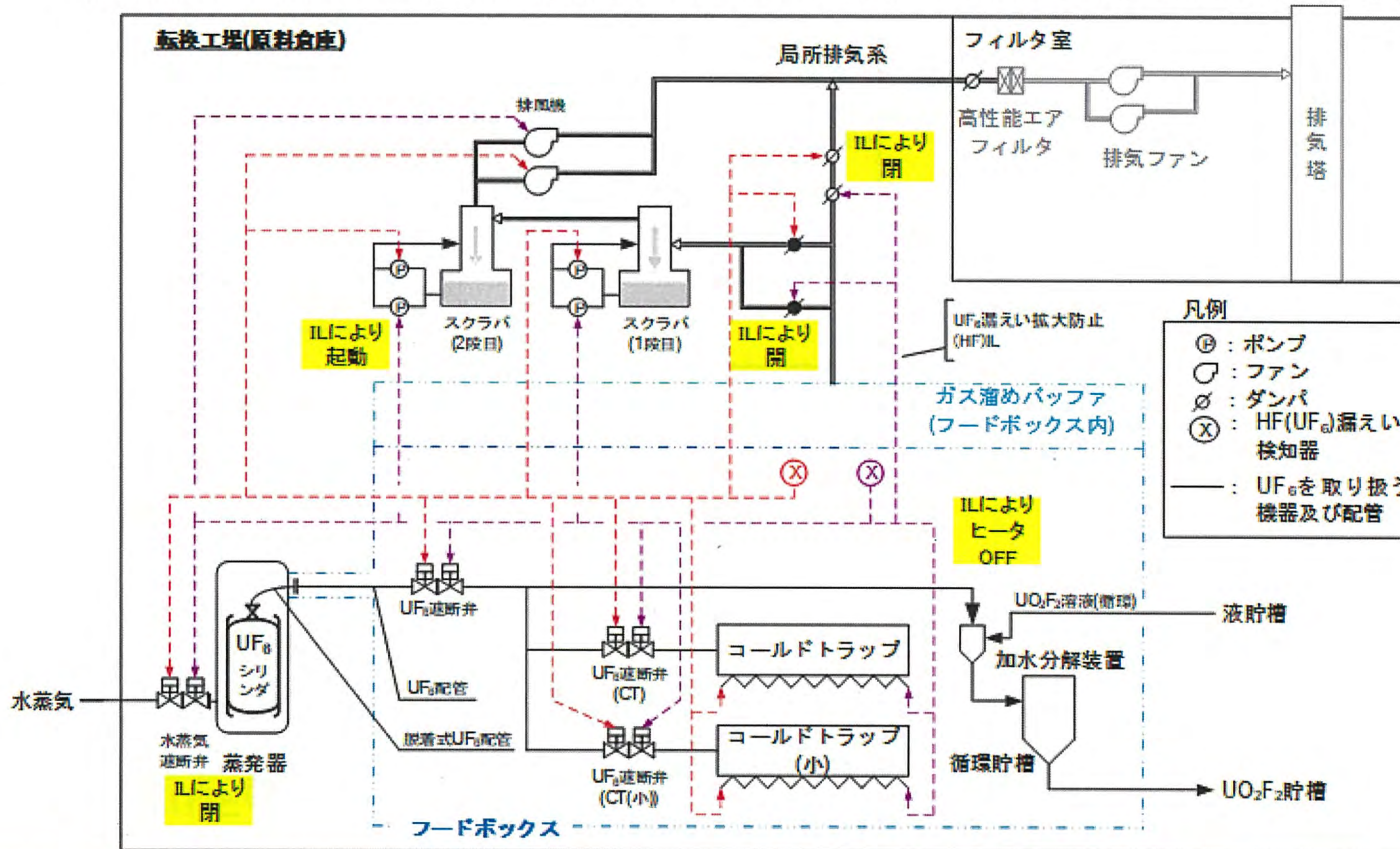 転換工場(原料倉庫)
局所排気系
フィルタ室
排風機
高性能エア
フィルタ
排気ファン
排気塔
ILにより
閉
P
P
P
P
ILにより
起動
スクラバ
(2段目)
スクラバ
(1段目)
ILにより
開
UF₆漏えい拡大防止
(HF)IL
凡例
P : ポンプ
: ファン
: ダンパ
X : HF(UF₆)漏えい
検知器
: UF₆を取り扱う
機器及び配管
ガス溜めバッファ
(フードボックス内)
X
X
ILにより
ヒータ
OFF
UF₆遮断弁
UO₂F₂溶液(循環)
液貯槽
UF₆
シリ
ンダ
コールドトラップ
加水分解装置
UF₆遮断弁
(CT)
UF₆配管
水蒸気
脱着式UF₆配管
コールドトラップ
(小)
水蒸気
遮断弁
蒸発器
循環貯槽
UF₆遮断弁
(CT(小))
ILにより
閉
UO₂F₂貯槽
フードボックス